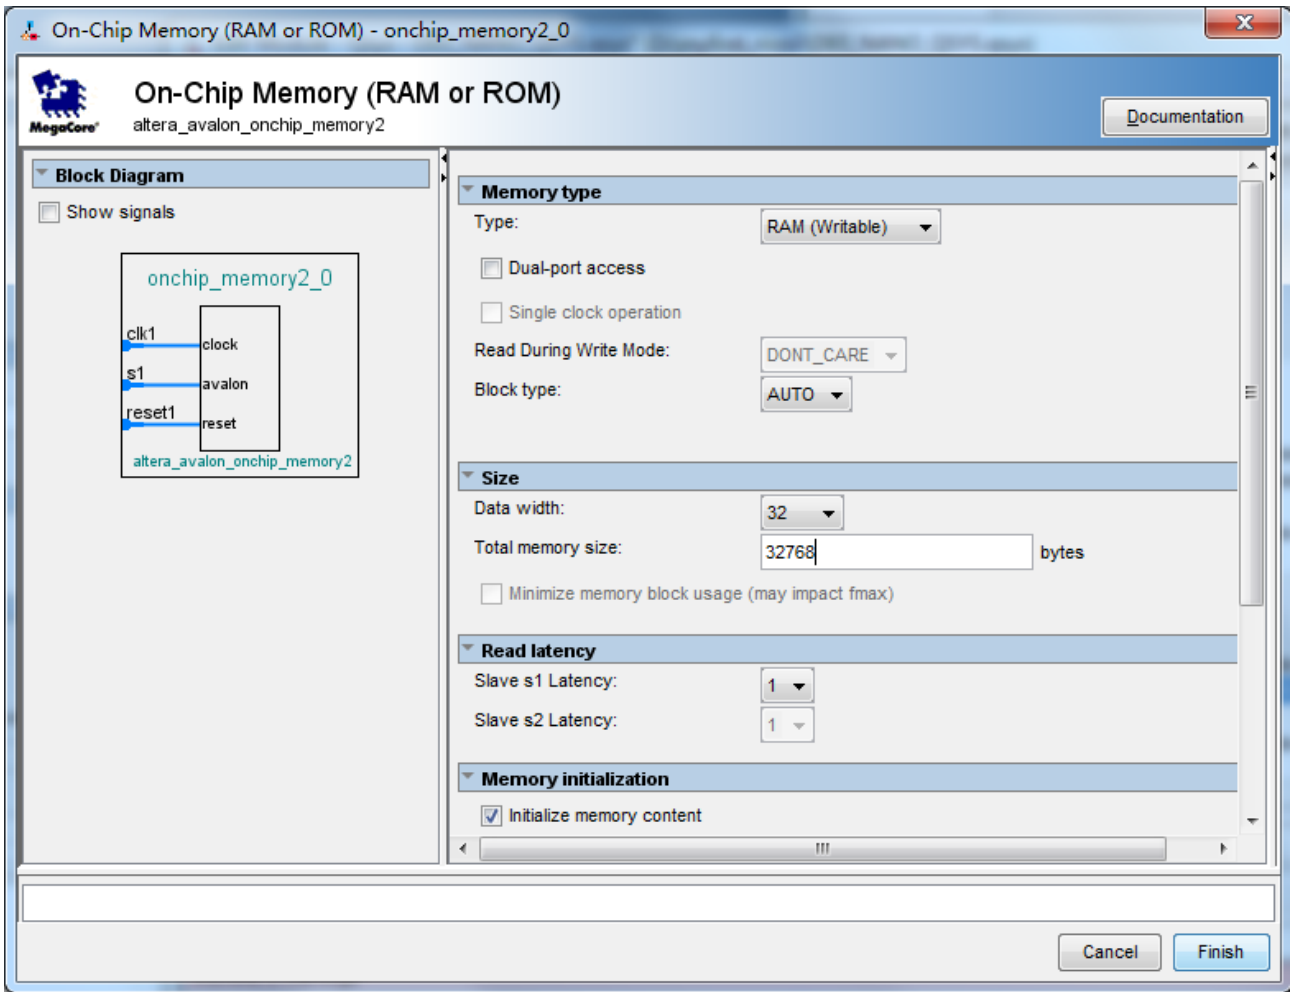 On-Chip Memory (RAM or ROM) - onchip_memory2_0
On-Chip Memory (RAM or ROM)
altera_avalon_onchip_memory2
MegaCore®
Documentation
Block Diagram
Show signals
onchip_memory2_0
clk1
clock
s1
avalon
reset1
reset
altera_avalon_onchip_memory2
Memory type
Type:
RAM (Writable)
Dual-port access
Single clock operation
Read During Write Mode:
DONT_CARE
Block type:
AUTO
Size
Data width:
32
Total memory size:
32768
bytes
Minimize memory block usage (may impact fmax)
Read latency
Slave s1 Latency:
1
Slave s2 Latency:
1
Memory initialization
Initialize memory content
Cancel
Finish